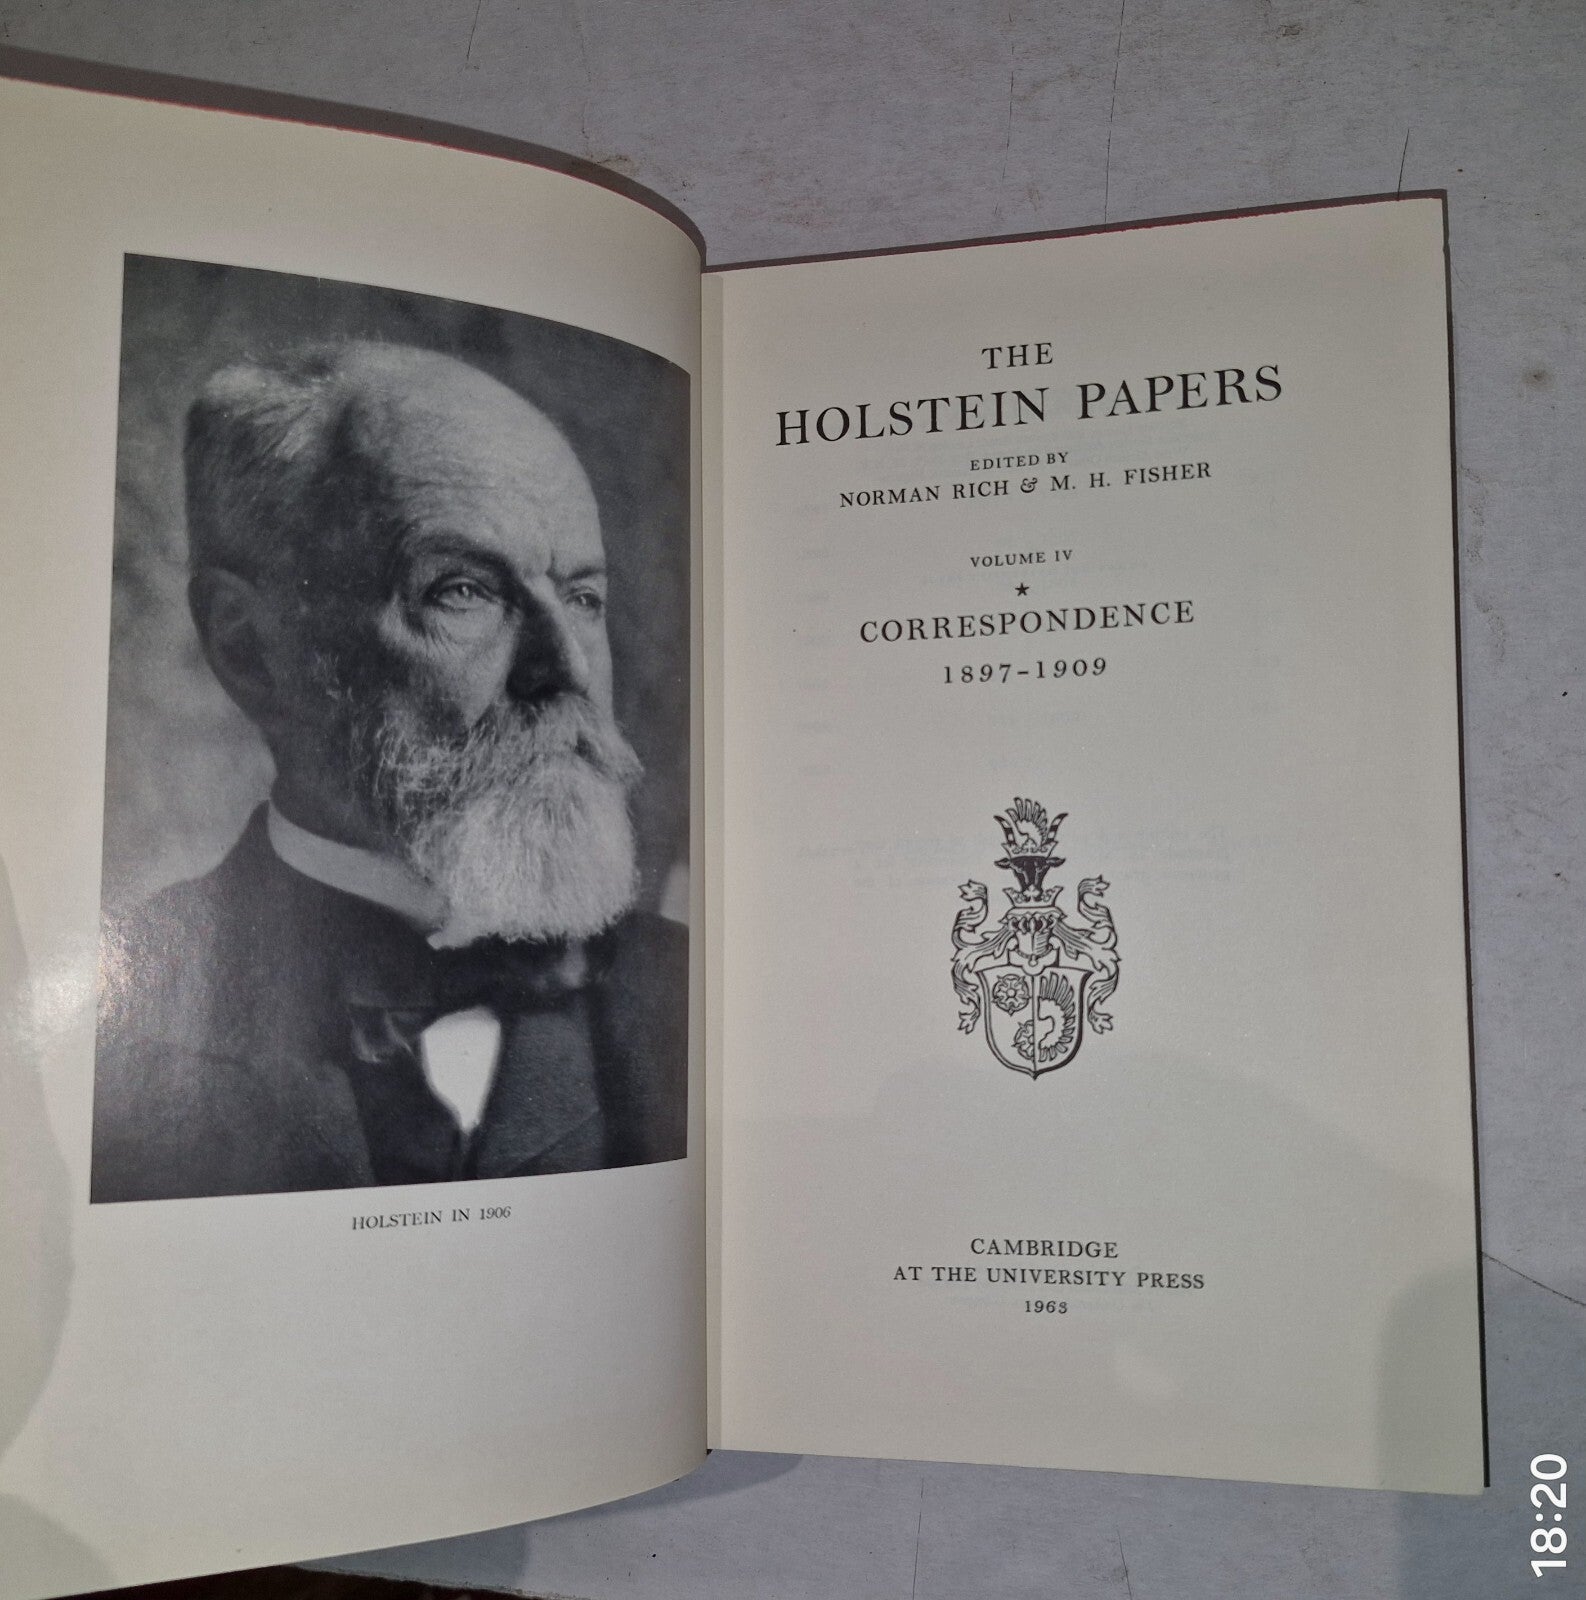 HOLSTEIN IN 1906
THE
HOLSTEIN PAPERS
EDITED BY
NORMAN RICH & M. H. FISHER
VOLUME IV
★
CORRESPONDENCE
1897–1909
CAMBRIDGE
AT THE UNIVERSITY PRESS
1963
18:20